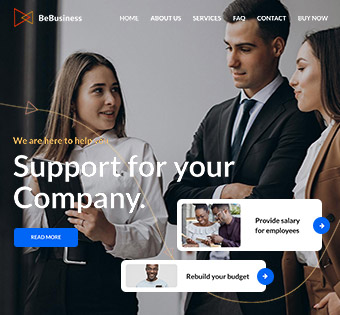 BeBusiness
HOME ABOUT US SERVICES FAQ CONTACT BUY NOW
We are here to help you
Support for your
Company.
READ MORE
Provide salary
for employees
Rebuild your budget